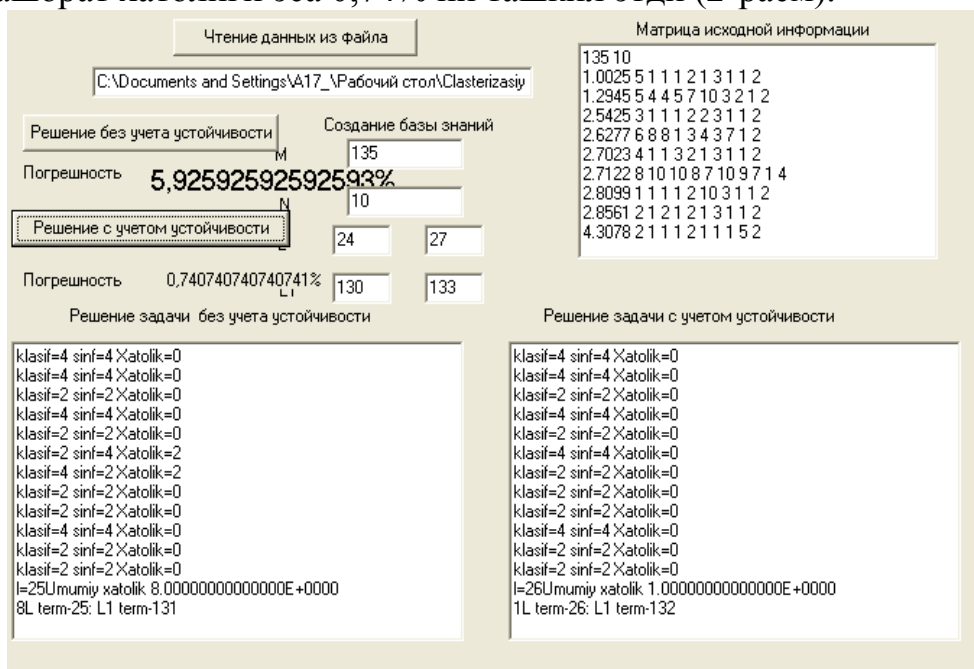 ашорат хатолиги эса 0,74% ни ташкил этди (2-расм).
Чтение данных из файла
C:\Documents and Settings\A17_\Рабочий стол\Clasterizasiy
Решение без учета устойчивости
Создание базы знаний
M
135
Погрешность 5,92592592592593%
N
10
Решение с учетом устойчивости
24 27
Погрешность 0,740740740740741%
L1
130 133
Матрица исходной информации
135 10
1.0025 5 1 1 1 2 1 3 1 1 2
1.2945 5 4 4 5 7 10 3 2 1 2
2.5425 3 1 1 1 2 2 3 1 1 2
2.6277 6 8 8 1 3 4 3 7 1 2
2.7023 4 1 1 3 2 1 3 1 1 2
2.7122 8 10 10 8 7 10 9 7 1 4
2.8099 1 1 1 1 2 10 3 1 1 2
2.8561 2 1 2 1 2 1 3 1 1 2
4.3078 2 1 1 1 2 1 1 1 5 2
Решение задачи без учета устойчивости
klasif=4 sinf=4 Xatolik=0
klasif=4 sinf=4 Xatolik=0
klasif=2 sinf=2 Xatolik=0
klasif=4 sinf=4 Xatolik=0
klasif=2 sinf=2 Xatolik=0
klasif=2 sinf=4 Xatolik=2
klasif=4 sinf=2 Xatolik=2
klasif=2 sinf=2 Xatolik=0
klasif=2 sinf=2 Xatolik=0
klasif=4 sinf=4 Xatolik=0
klasif=2 sinf=2 Xatolik=0
klasif=2 sinf=2 Xatolik=0
l=25Umumiy xatolik 8.00000000000000E+0000
8L term-25: L1 term-131
Решение задачи с учетом устойчивости
klasif=4 sinf=4 Xatolik=0
klasif=4 sinf=4 Xatolik=0
klasif=2 sinf=2 Xatolik=0
klasif=4 sinf=4 Xatolik=0
klasif=2 sinf=2 Xatolik=0
klasif=4 sinf=4 Xatolik=0
klasif=2 sinf=2 Xatolik=0
klasif=2 sinf=2 Xatolik=0
klasif=2 sinf=2 Xatolik=0
klasif=4 sinf=4 Xatolik=0
klasif=2 sinf=2 Xatolik=0
klasif=2 sinf=2 Xatolik=0
l=26Umumiy xatolik 1.00000000000000E+0000
1L term-26: L1 term-132